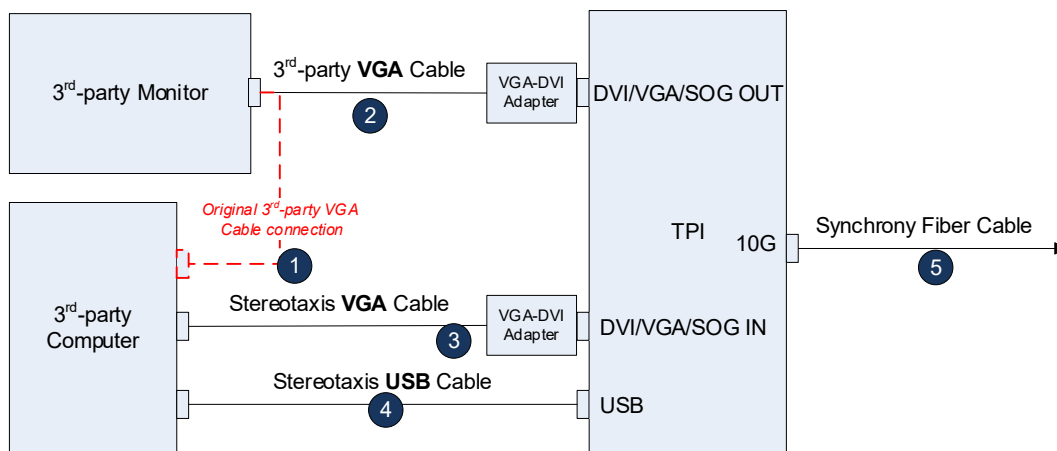 3rd-party Monitor
3rd-party VGA Cable
2
VGA-DVI
Adapter
DVI/VGA/SOG OUT
Original 3rd-party VGA
Cable connection
1
TPI
10G
Synchrony Fiber Cable
5
3rd-party
Computer
Stereotaxis VGA Cable
3
VGA-DVI
Adapter
DVI/VGA/SOG IN
Stereotaxis USB Cable
4
USB